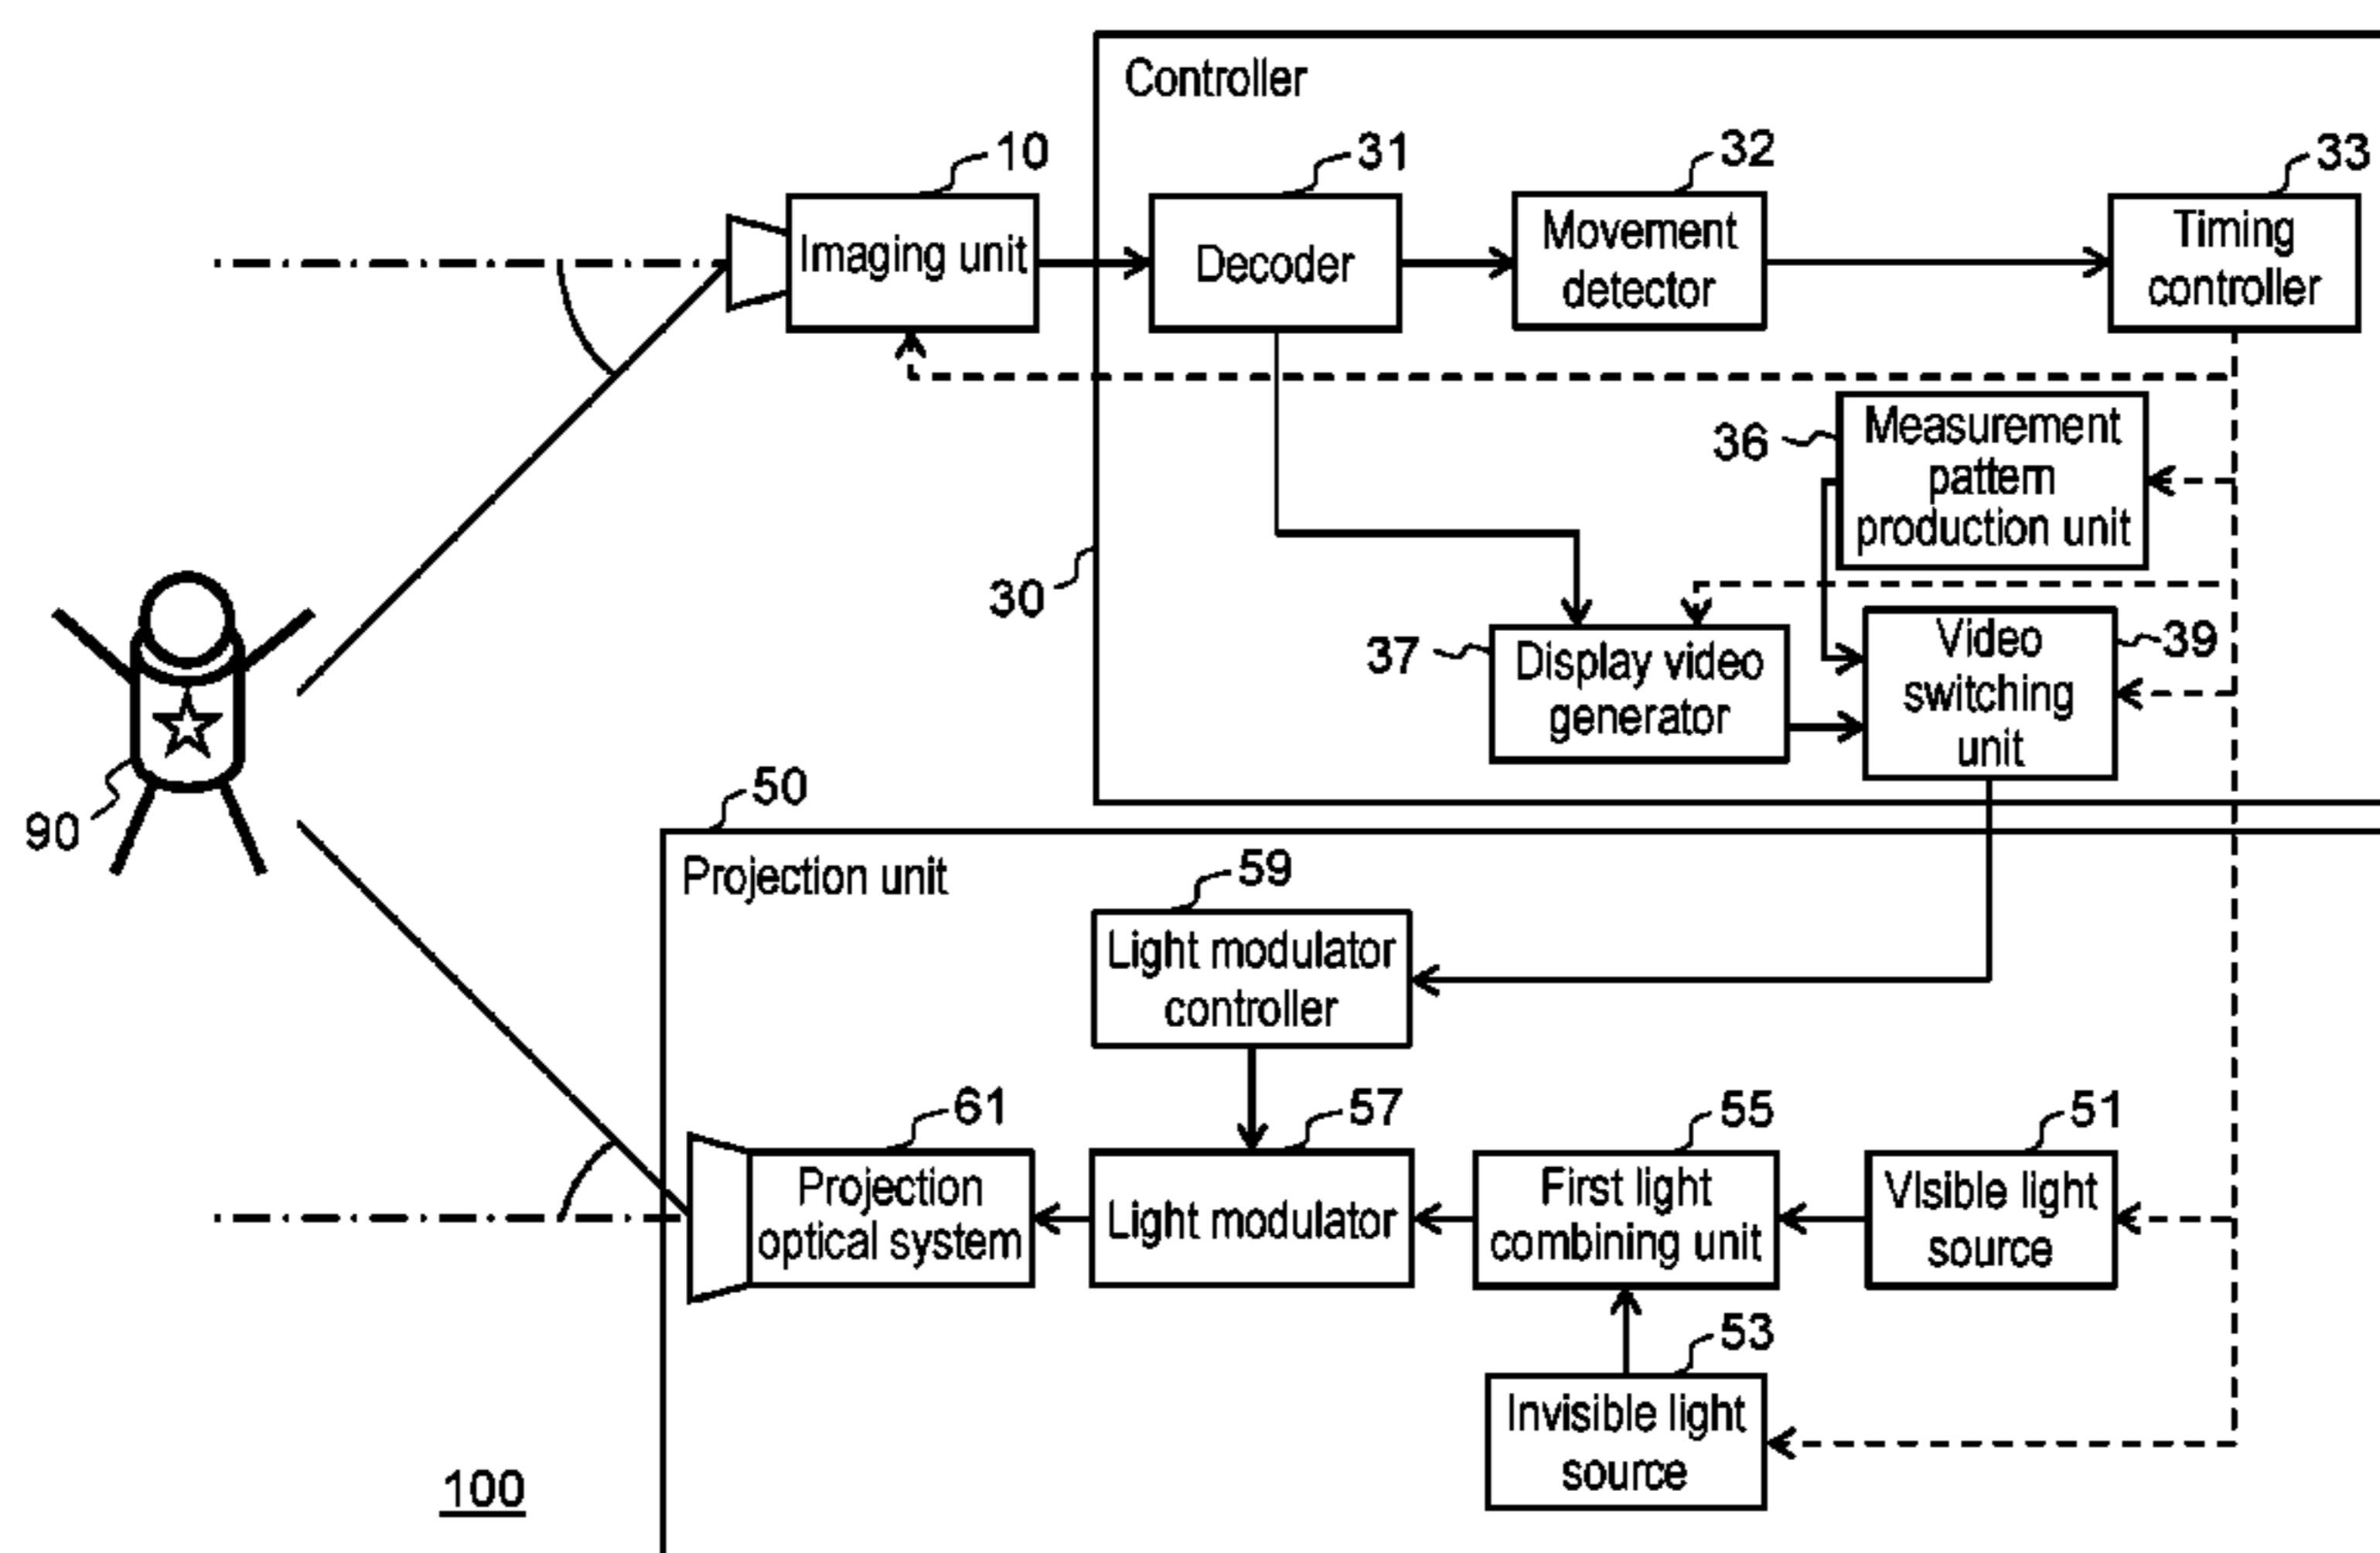 Controller
10
31
32
33
Imaging unit
Decoder
Movement
detector
Timing
controller
36
Measurement
pattern
production unit
30
37
Display video
generator
Video
switching
unit
39
90
50
Projection unit
59
Light modulator
controller
61
57
55
51
Projection
optical system
Light modulator
First light
combining unit
VIsible light
source
53
Invisible light
source
100